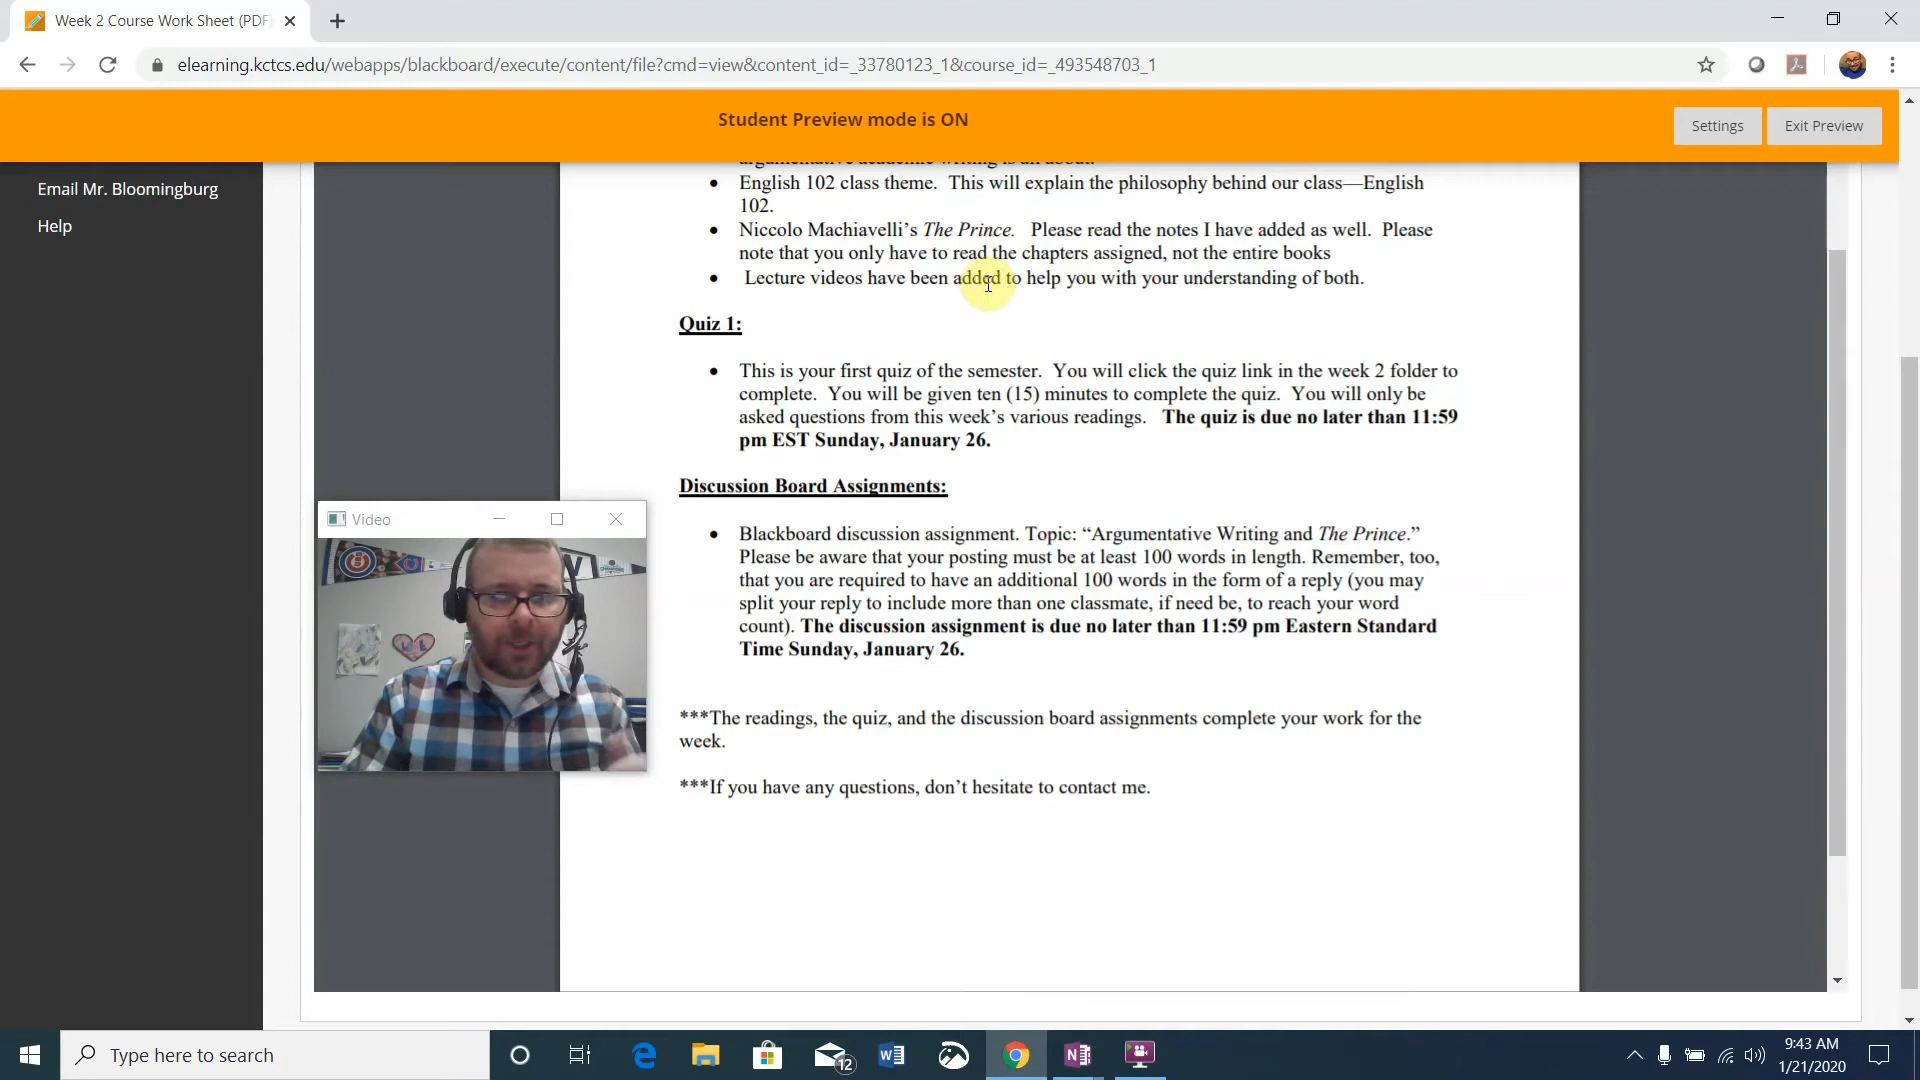 Week 2 Course Work Sheet (PDF
elearning.kctcs.edu/webapps/blackboard/execute/content/file?cmd=view&content_id=_33780123_1&course_id=_493548703_1
Student Preview mode is ON
Settings
Exit Preview
Email Mr. Bloomingburg
Help
argumentative academic writing is all about.
• English 102 class theme.  This will explain the philosophy behind our class—English
102.
• Niccolo Machiavelli’s The Prince.   Please read the notes I have added as well.  Please
note that you only have to read the chapters assigned, not the entire books
• Lecture videos have been added to help you with your understanding of both.
Quiz 1:
• This is your first quiz of the semester.  You will click the quiz link in the week 2 folder to
complete.  You will be given ten (15) minutes to complete the quiz.  You will only be
asked questions from this week’s various readings.   The quiz is due no later than 11:59
pm EST Sunday, January 26.
Discussion Board Assignments:
• Blackboard discussion assignment. Topic: “Argumentative Writing and The Prince.”
Please be aware that your posting must be at least 100 words in length. Remember, too,
that you are required to have an additional 100 words in the form of a reply (you may
split your reply to include more than one classmate, if need be, to reach your word
count). The discussion assignment is due no later than 11:59 pm Eastern Standard
Time Sunday, January 26.
***The readings, the quiz, and the discussion board assignments complete your work for the
week.
***If you have any questions, don’t hesitate to contact me.
Video
Type here to search
12
9:43 AM
1/21/2020